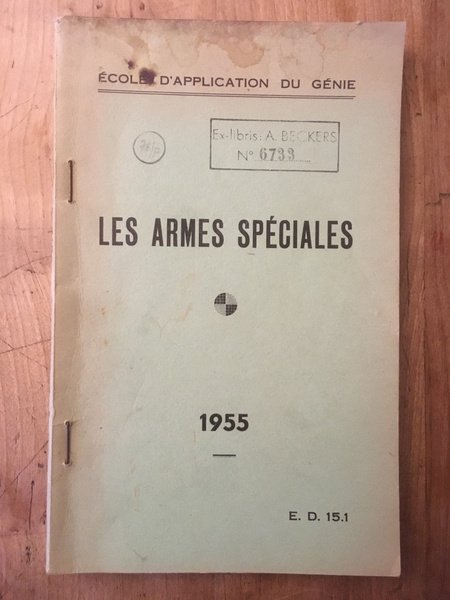 ÉCOLE D'APPLICATION DU GÉNIE
Ex-libris: A. BECKERS
N° 6733
LES ARMES SPÉCIALES
1955
E. D. 15.1